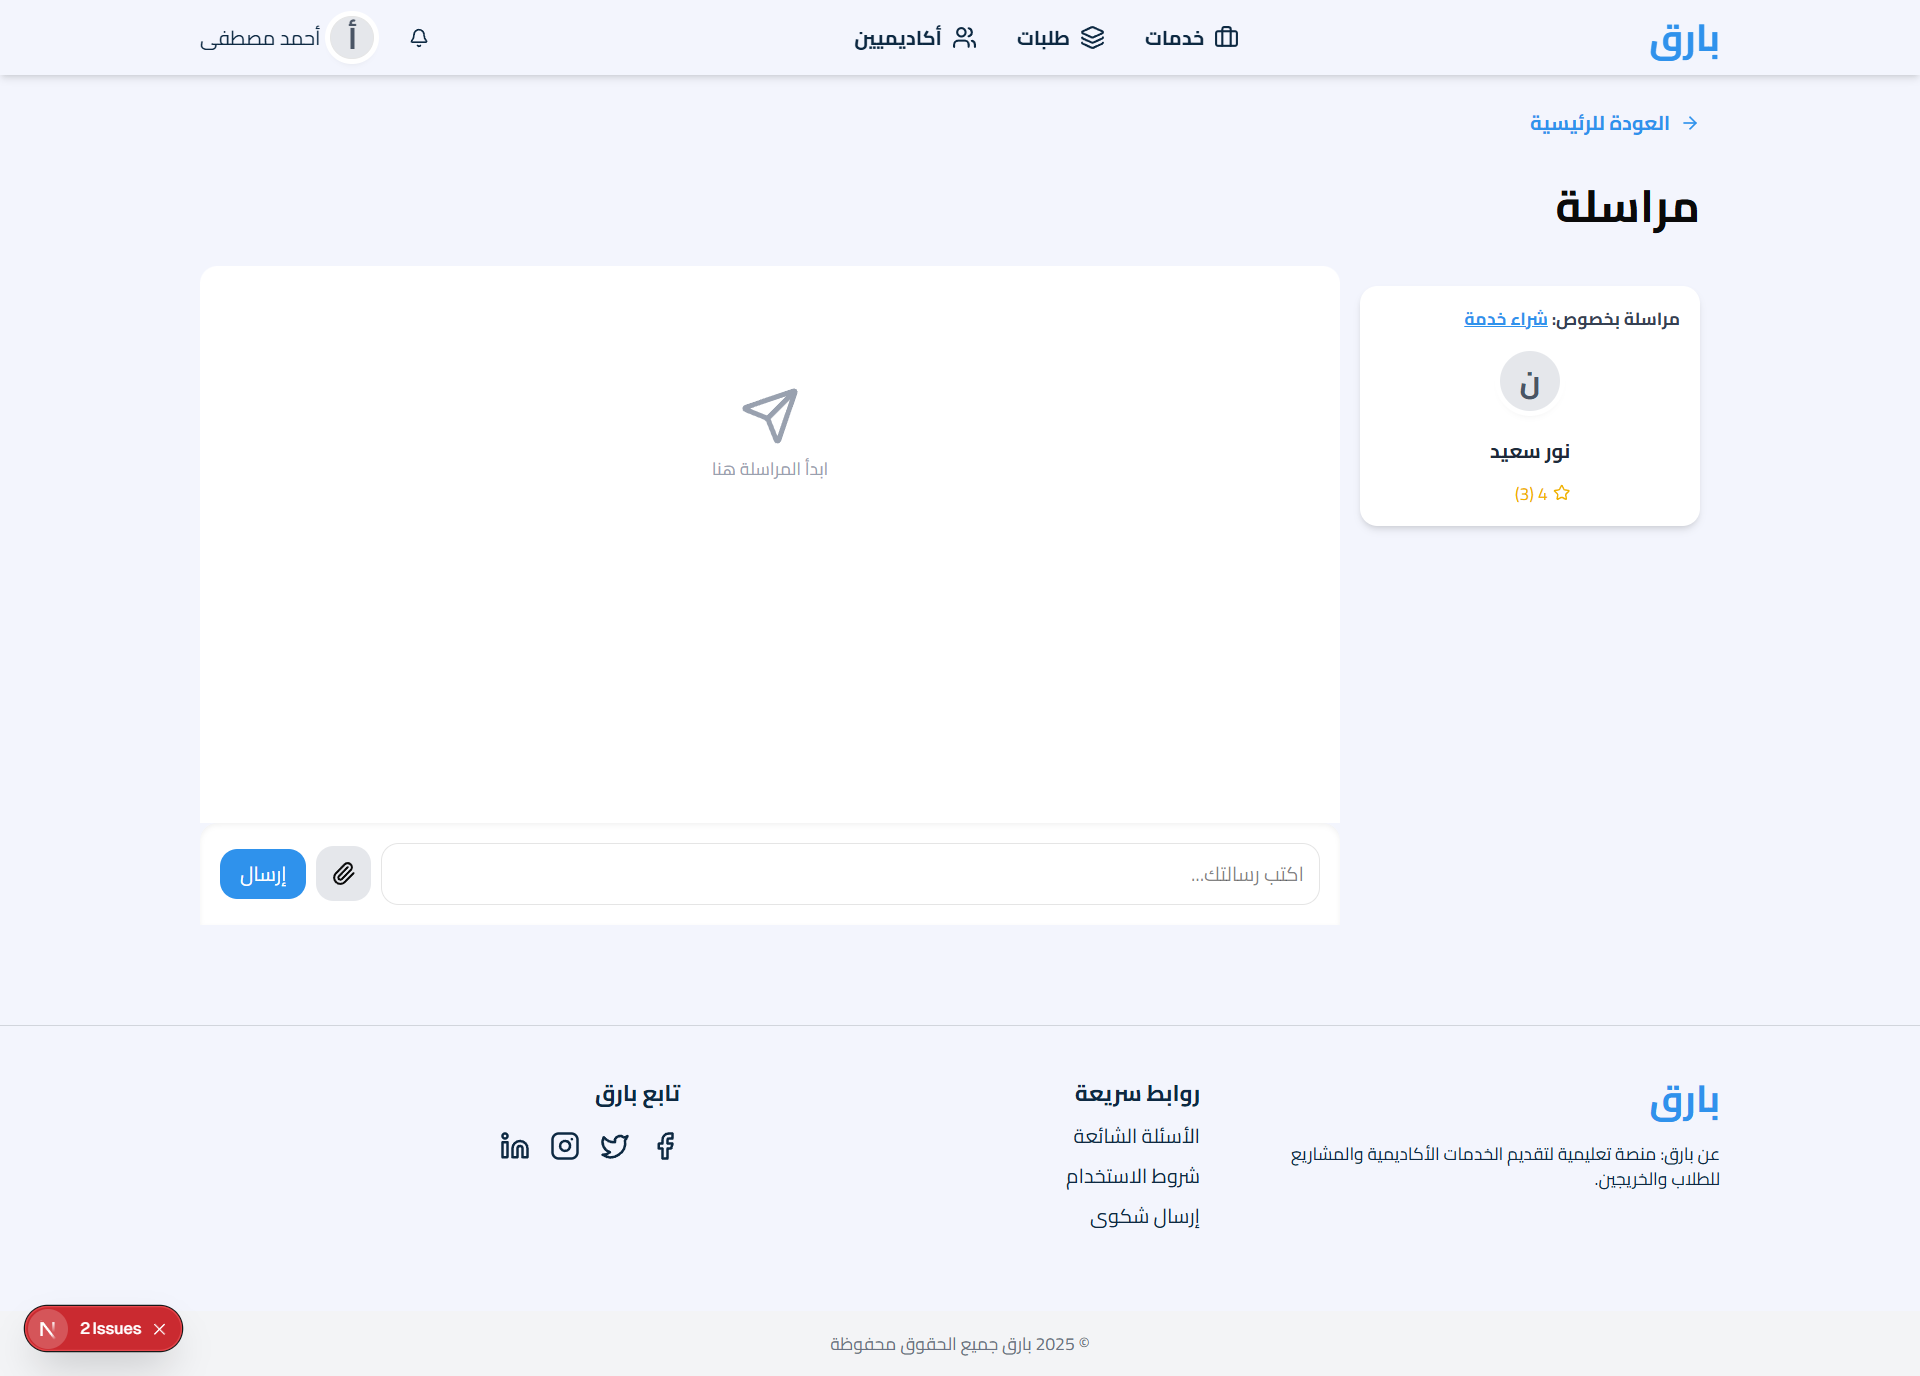 بارق
خدمات
طلبات
أكاديميين
أ
أحمد مصطفى
العودة للرئيسية
مراسلة
مراسلة بخصوص: شراء خدمة
ن
نور سعيد
4 (3)
ابدأ المراسلة هنا
اكتب رسالتك...
إرسال
بارق
عن بارق: منصة تعليمية لتقديم الخدمات الأكاديمية والمشاريع
للطلاب والخريجين.
روابط سريعة
الأسئلة الشائعة
شروط الاستخدام
إرسال شكوى
تابع بارق
N 2 Issues
© 2025 بارق جميع الحقوق محفوظة